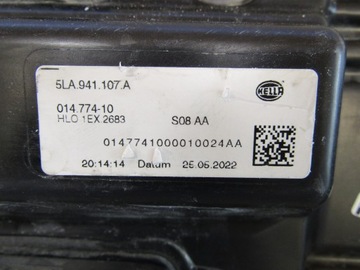 5LA.941.107.A
HELLA
014.774-10
HLO 1EX 2683 S08 AA
0147741000010024AA
20:14:14 Datum 25.05.2022